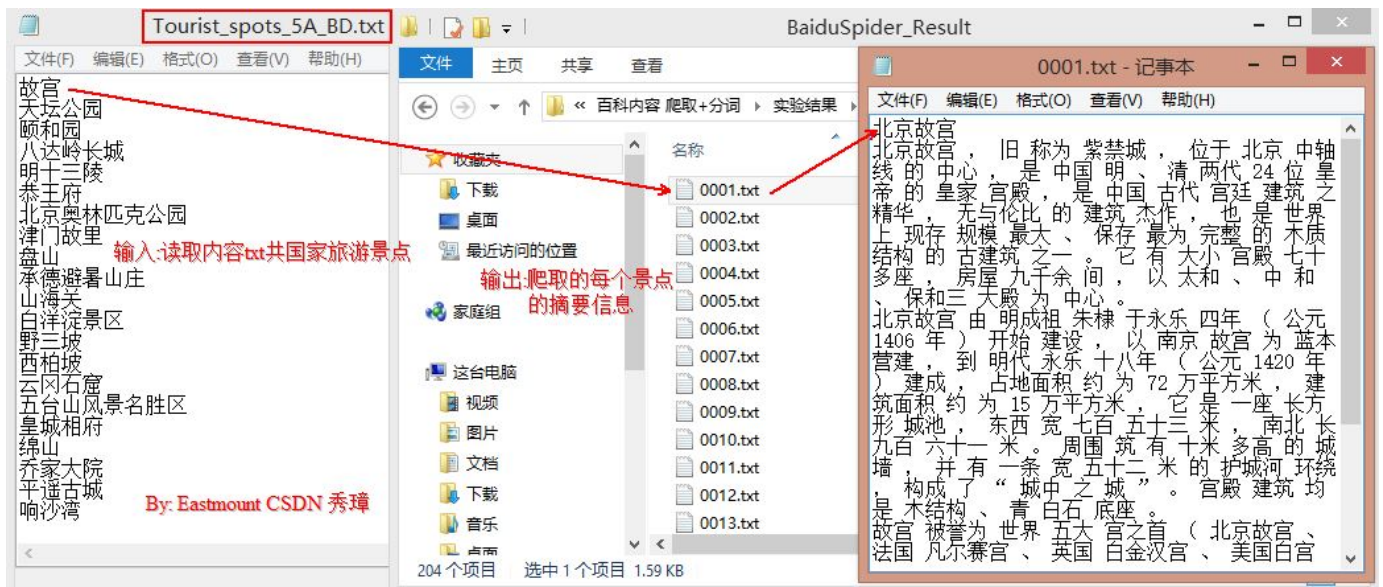 Tourist_spots_5A_BD.txt
文件(F) 编辑(E) 格式(O) 查看(V) 帮助(H)
故宫
天坛公园
颐和园
八达岭长城
明十三陵
恭王府
北京奥林匹克公园
津门故里
盘山
承德避暑山庄
山海关
白洋淀景区
野三坡
西柏坡
云冈石窟
五台山风景名胜区
皇城相府
绵山
乔家大院
平遥古城
响沙湾
输入:读取内容txt共国家旅游景点
By: Eastmount CSDN 秀璋
BaiduSpider_Result
文件 主页 共享 查看
« 百科内容 爬取+分词 ▸ 实验结果 ▸
收藏夹
下载
桌面
最近访问的位置
家庭组
这台电脑
视频
图片
文档
下载
音乐
桌面
名称
0001.txt
0002.txt
0003.txt
0004.txt
0005.txt
0006.txt
0007.txt
0008.txt
0009.txt
0010.txt
0011.txt
0012.txt
0013.txt
输出:爬取的每个景点
的摘要信息
204 个项目 选中 1 个项目 1.59 KB
0001.txt - 记事本
文件(F) 编辑(E) 格式(O) 查看(V) 帮助(H)
北京故宫
北京故宫 , 旧 称为 紫禁城 , 位于 北京 中轴
线 的 中心 , 是 中国 明 、 清 两代 24 位 皇
帝 的 皇家 宫殿 , 是 中国 古代 宫廷 建筑 之
精华 , 无与伦比 的 建筑 杰作 , 也 是 世界
上 现存 规模 最大 、 保存 最为 完整 的 木质
结构 的 古建筑 之一 。 它 有 大小 宫殿 七十
多座 , 房屋 九千余 间 , 以 太和 、 中 和
、 保和三 大殿 为 中心 。
北京故宫 由 明成祖 朱棣 于永乐 四年 ( 公元
1406 年 ) 开始 建设 , 以 南京 故宫 为 蓝本
营建 , 到 明代 永乐 十八年 ( 公元 1420 年
) 建成 , 占地面积 约 为 72 万平方米 , 建
筑面积 约 为 15 万平方米 , 它 是 一座 长方
形 城池 , 东西 宽 七百 五十三 米 , 南北 长
九百 六十一 米 。 周围 筑 有 十米 多高 的 城
墙 , 并 有 一条 宽 五十二 米 的 护城河 环绕
, 构成 了 “ 城中 之 城 ” 。 宫殿 建筑 均
是 木结构 、 青 白石 底座 。
故宫 被誉为 世界 五大 宫之首 ( 北京故宫 、
法国 凡尔赛宫 、 英国 白金汉宫 、 美国白宫